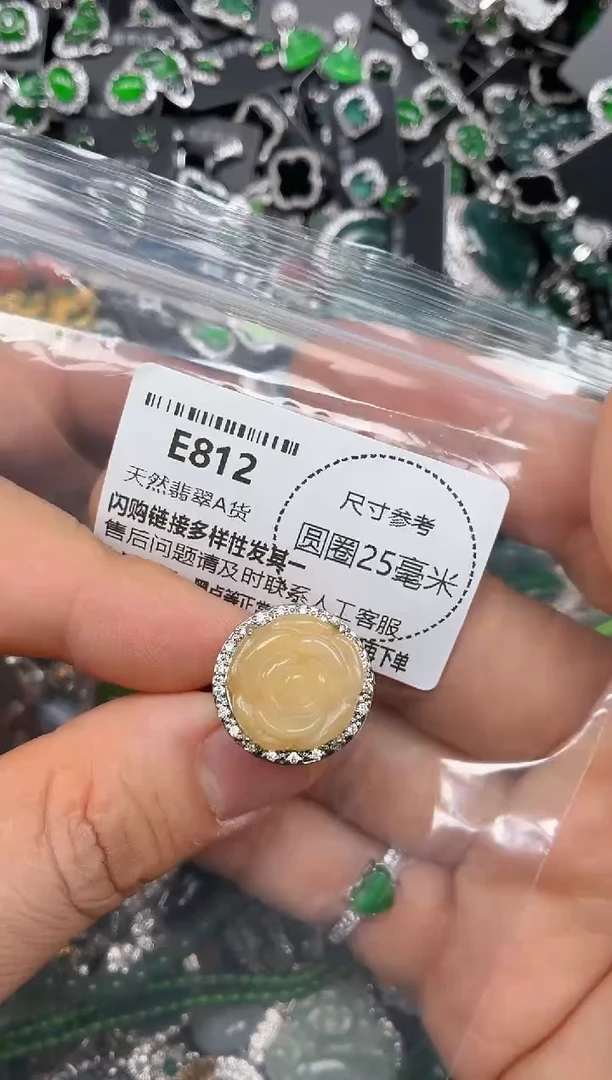 E812
天然翡翠A货
闪购链接多样性发其一
售后问题请及时联系人工客服
尺寸参考
圆圈25毫米
下单